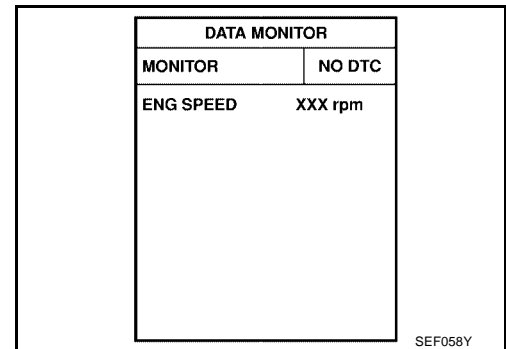 DATA MONITOR
MONITOR NO DTC
ENG SPEED XXX rpm
SEF058Y